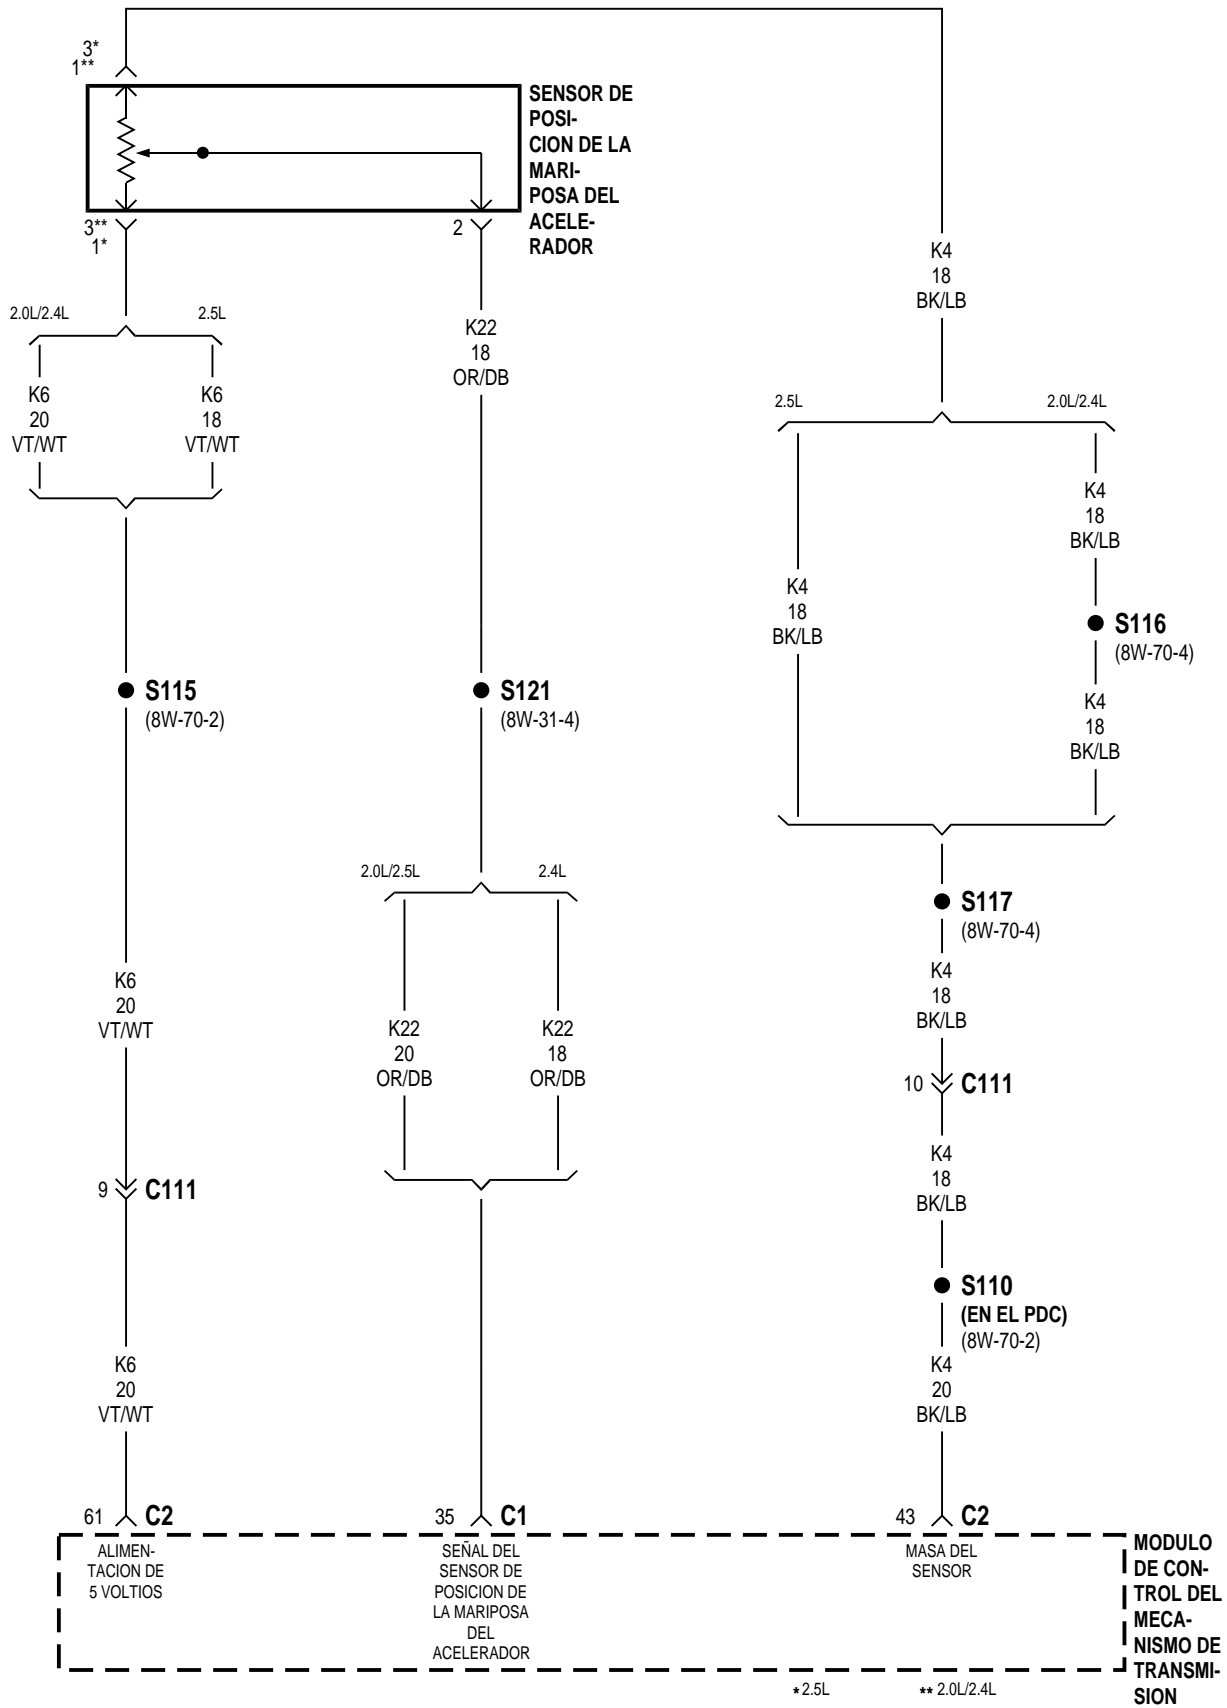 3*
1**
SENSOR DE
POSI-
CION DE LA
MARI-
POSA DEL
ACELE-
RADOR
3**
1*
2
K4
18
BK/LB
2.0L/2.4L
2.5L
K22
18
OR/DB
K6
20
VT/WT
K6
18
VT/WT
2.5L
2.0L/2.4L
K4
18
BK/LB
K4
18
BK/LB
S116
(8W-70-4)
S115
(8W-70-2)
S121
(8W-31-4)
K4
18
BK/LB
2.0L/2.5L
2.4L
S117
(8W-70-4)
K6
20
VT/WT
K4
18
BK/LB
K22
20
OR/DB
K22
18
OR/DB
10
C111
K4
18
BK/LB
9
C111
S110
(EN EL PDC)
(8W-70-2)
K6
20
VT/WT
K4
20
BK/LB
61
C2
35
C1
43
C2
ALIMEN-
TACION DE
5 VOLTIOS
SEÑAL DEL
SENSOR DE
POSICION DE
LA MARIPOSA
DEL
ACELERADOR
MASA DEL
SENSOR
MODULO
DE CON-
TROL DEL
MECA-
NISMO DE
TRANSMI-
SION
* 2.5L
** 2.0L/2.4L